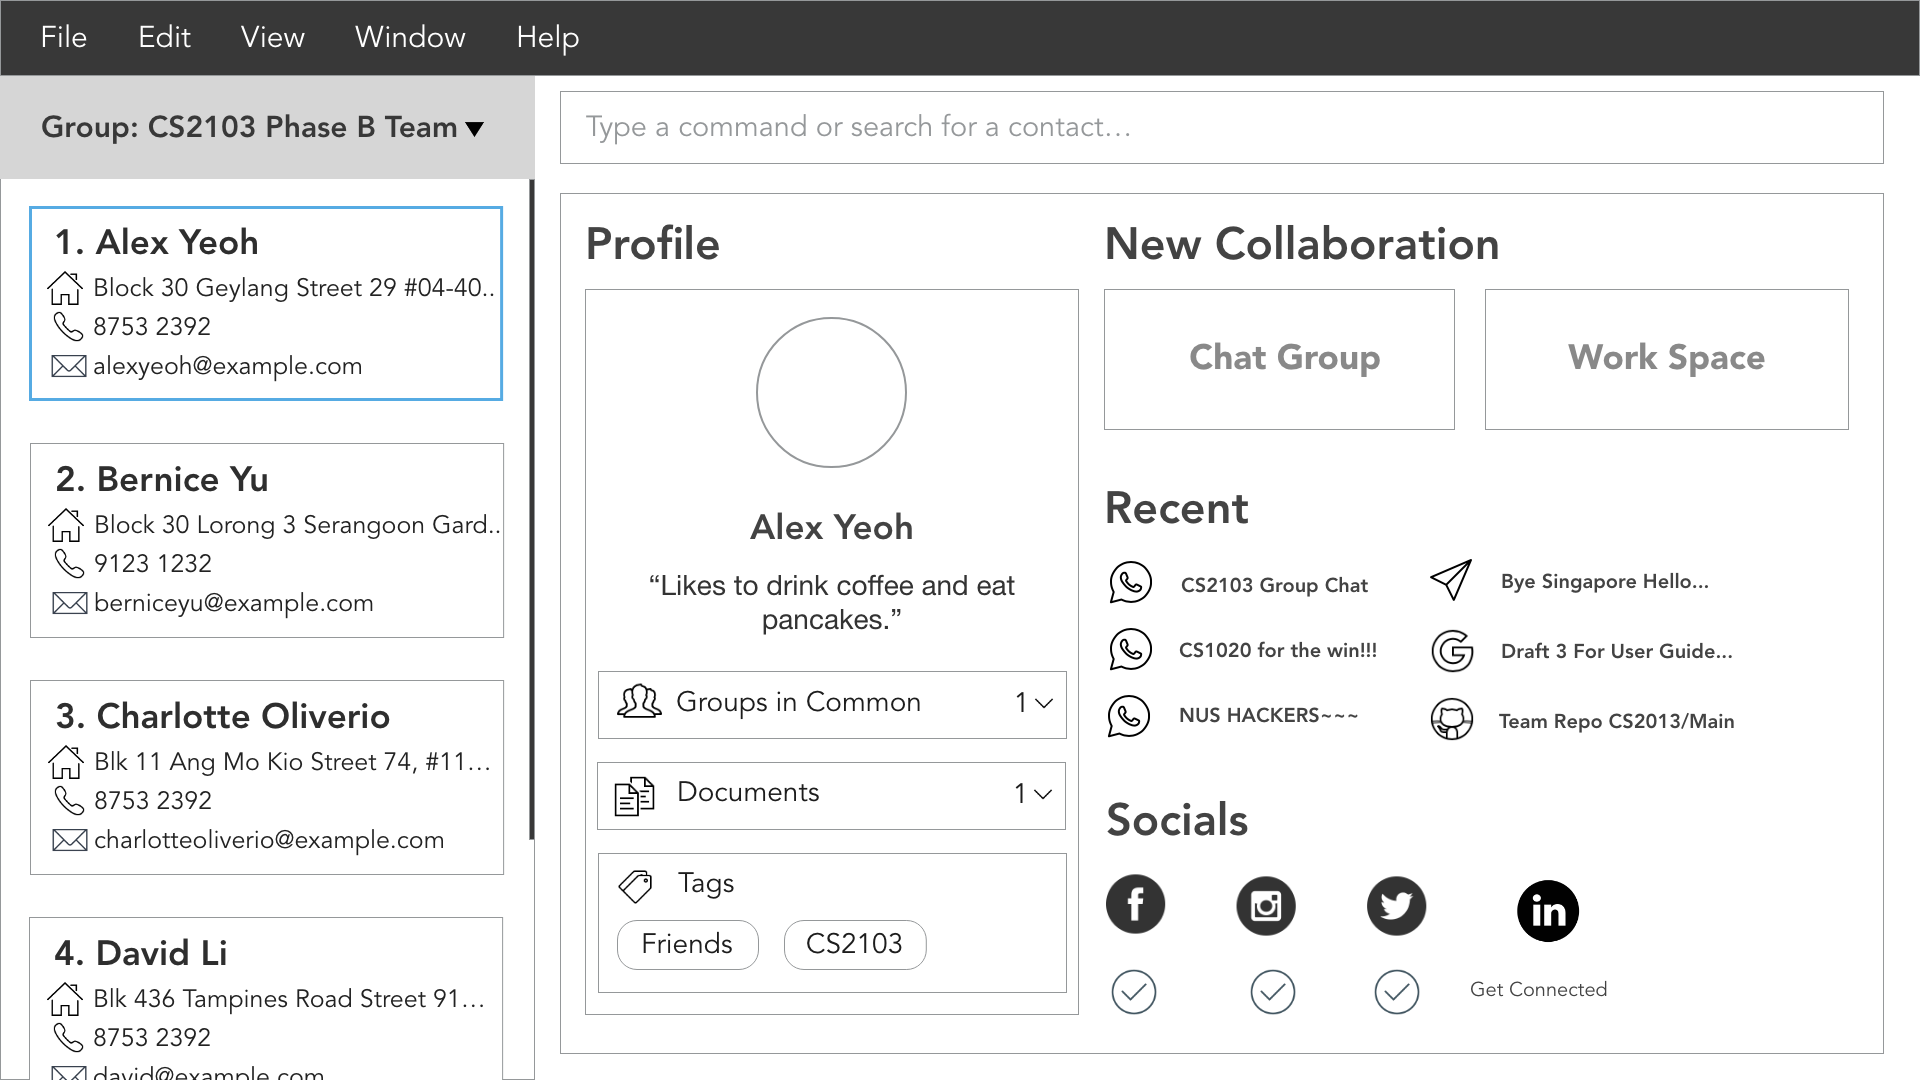 File Edit View Window Help
Group: CS2103 Phase B Team
1. Alex Yeoh
Block 30 Geylang Street 29 #04-40..
8753 2392
alexyeoh@example.com
2. Bernice Yu
Block 30 Lorong 3 Serangoon Gard..
9123 1232
berniceyu@example.com
3. Charlotte Oliverio
Blk 11 Ang Mo Kio Street 74, #11...
8753 2392
charlotteoliverio@example.com
4. David Li
Blk 436 Tampines Road Street 91...
8753 2392
david@example.com
Type a command or search for a contact...
Profile
Alex Yeoh
“Likes to drink coffee and eat
pancakes.”
Groups in Common 1
Documents 1
Tags
Friends CS2103
New Collaboration
Chat Group Work Space
Recent
CS2103 Group Chat
CS1020 for the win!!!
NUS HACKERS~~~
Bye Singapore Hello...
Draft 3 For User Guide...
Team Repo CS2013/Main
Socials
f in
Get Connected